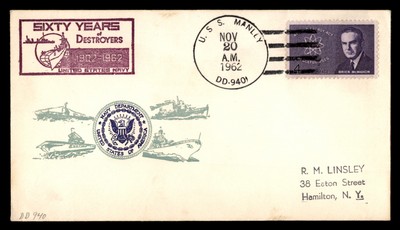 SIXTY YEARS
of
DESTROYERS
1902-1962
UNITED STATES NAVY
U. S. S. MANLEY
NOV
20
A.M.
1962
DD-940
BRIEN McMAHON
NAVY DEPARTMENT
UNITED STATES OF AMERICA
R. M. LINSLEY
38 Eaton Street
Hamilton, N. Y.
DD 940